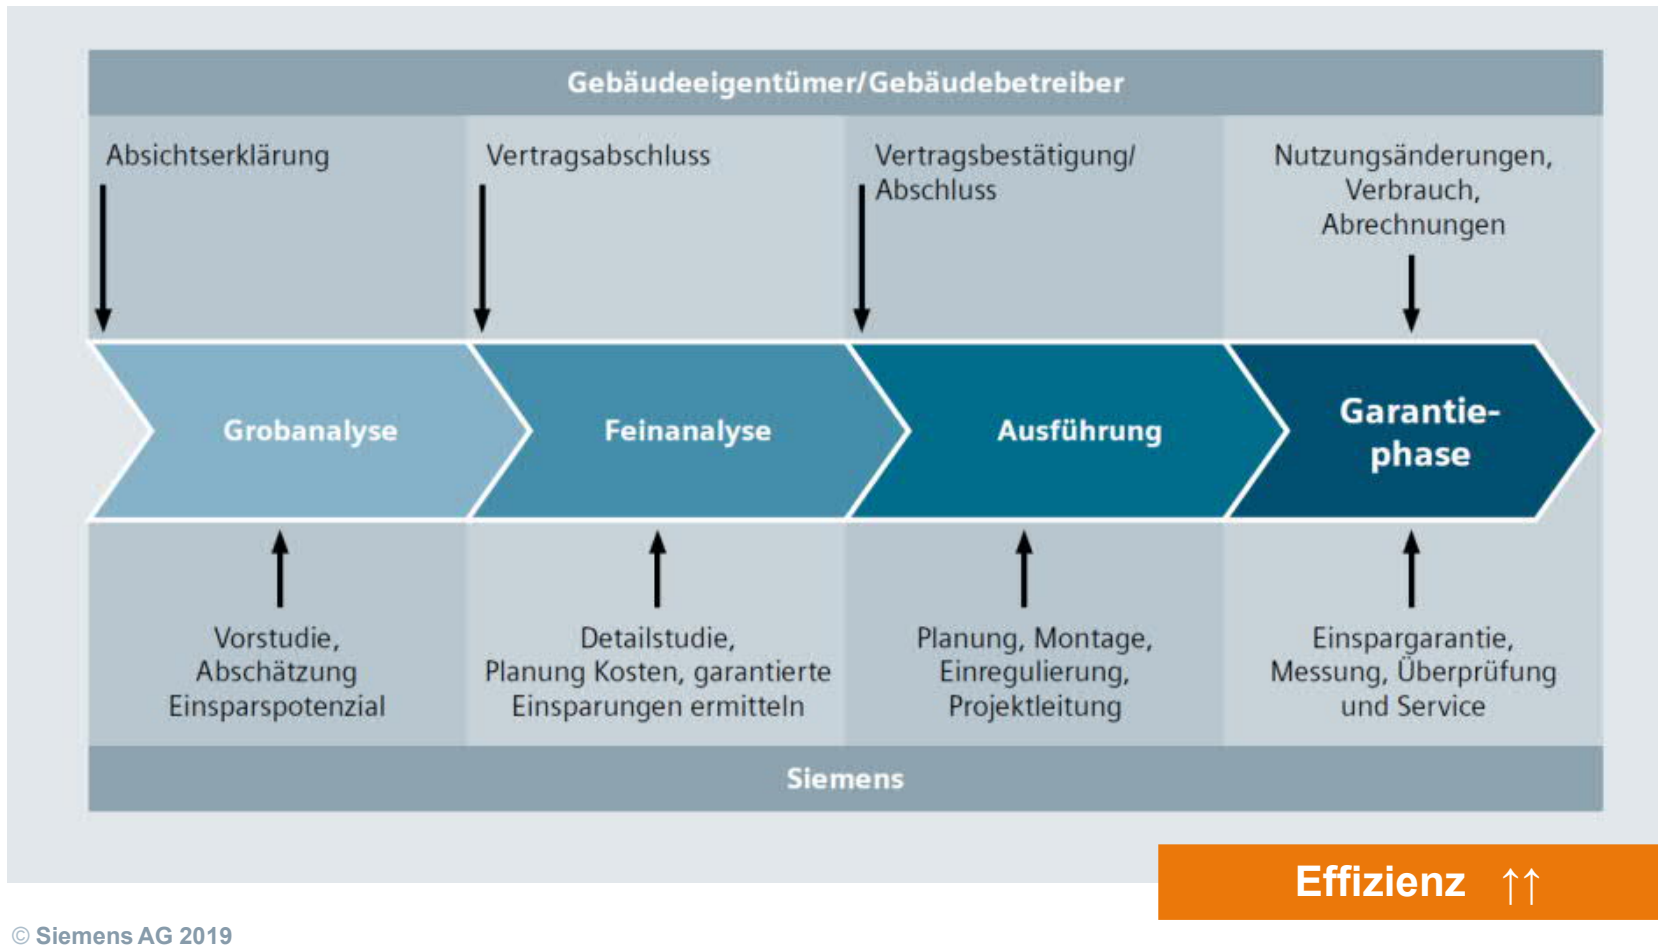 Gebäudeeigentümer/Gebäudebetreiber
Absichtserklärung
Vertragsabschluss
Vertragsbestätigung/
Abschluss
Nutzungsänderungen,
Verbrauch,
Abrechnungen
Grobanalyse
Feinanalyse
Ausführung
Garantie-
phase
Vorstudie,
Abschätzung
Einsparspotenzial
Detailstudie,
Planung Kosten, garantierte
Einsparungen ermitteln
Planung, Montage,
Einregulierung,
Projektleitung
Einspargarantie,
Messung, Überprüfung
und Service
Siemens
Effizienz ↑↑
© Siemens AG 2019